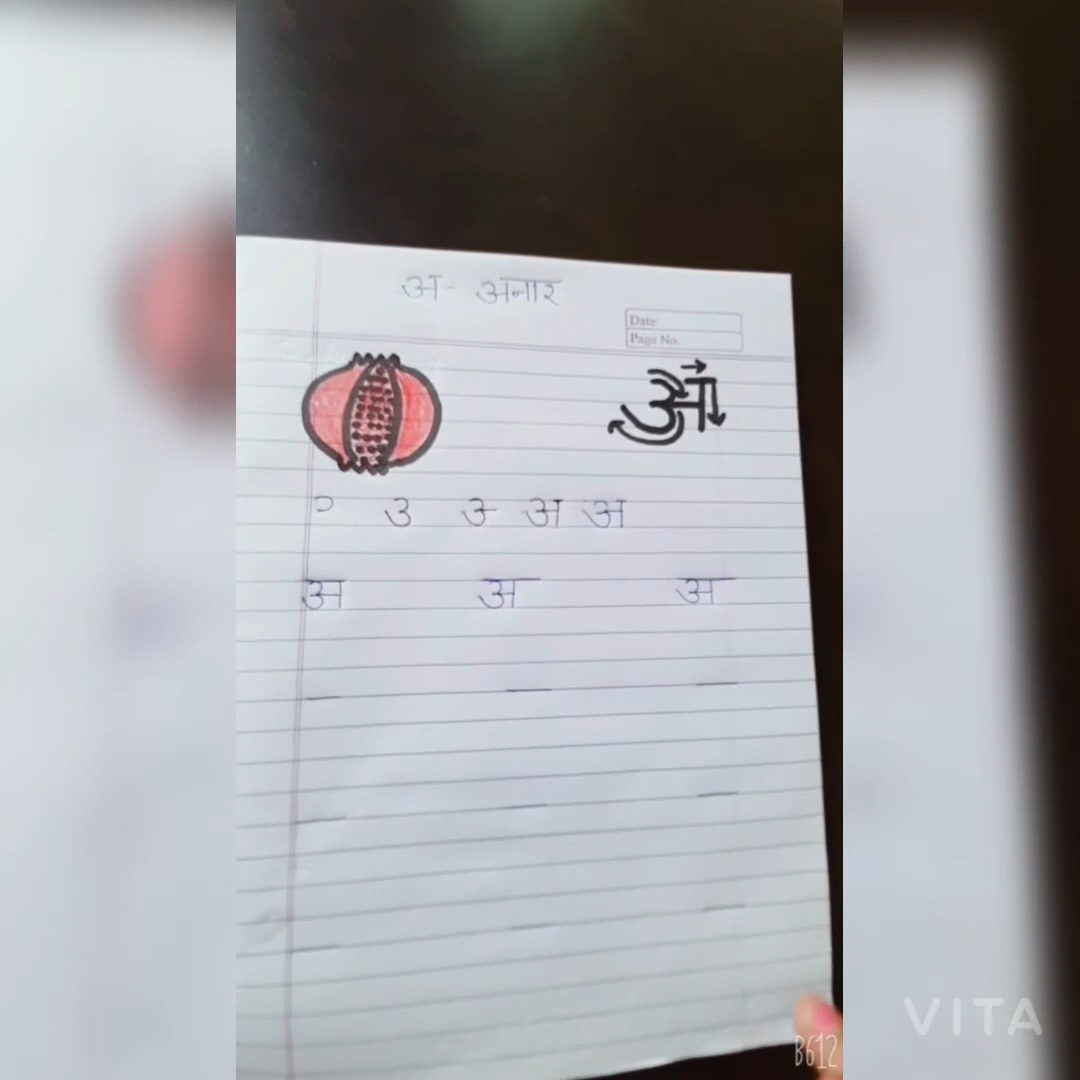 अ - अनार
Date:
Page No.
अ
उ उ अ अ
अ अ अ
VITA
B612